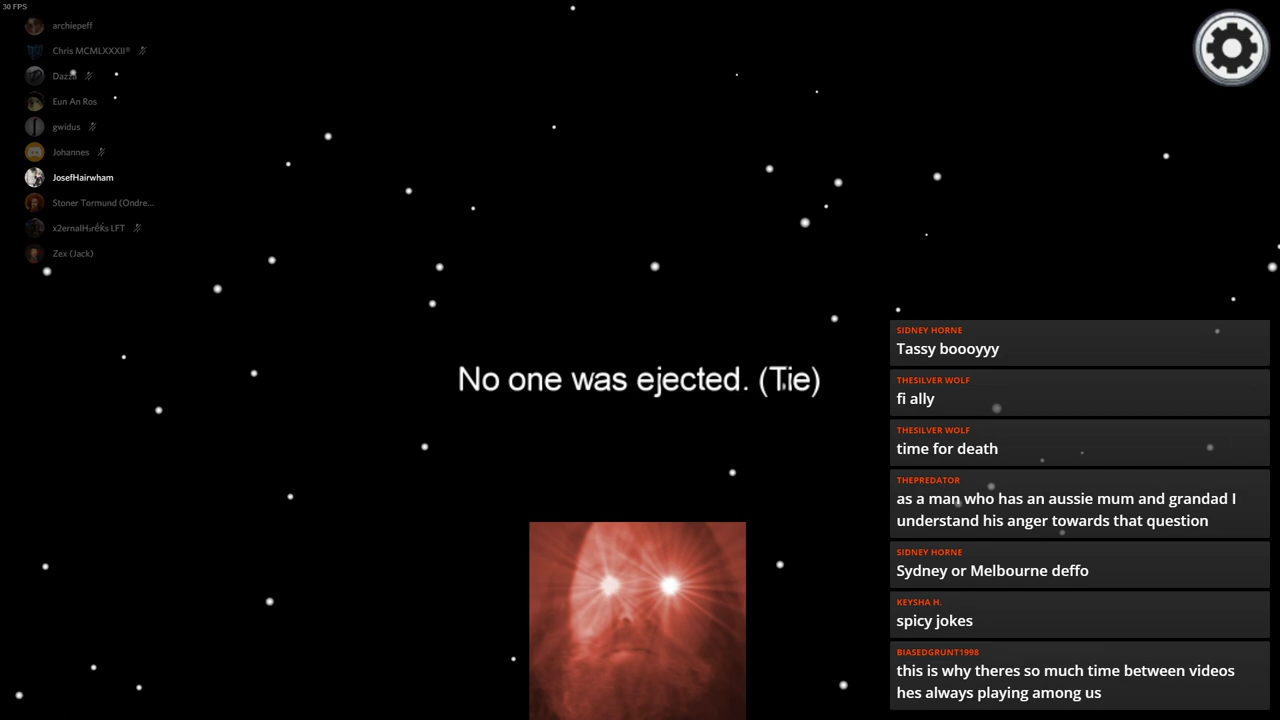 30 FPS
archiepeff
Chris MCMLXXXII®
Dazza
Eun An Ros
gwidus
Johannes
JosefHairwham
Stoner Tormund (Ondre...
LFT
Zex (Jack)
No one was ejected. (Tie)
SIDNEY HORNE
Tassy boooyyy
THESILVER WOLF
fi ally
THESILVER WOLF
time for death
THEPREDATOR
as a man who has an aussie mum and grandad I
understand his anger towards that question
SIDNEY HORNE
Sydney or Melbourne deffo
KEYSHA H.
spicy jokes
BIASEDGRUNT1998
this is why theres so much time between videos
hes always playing among us